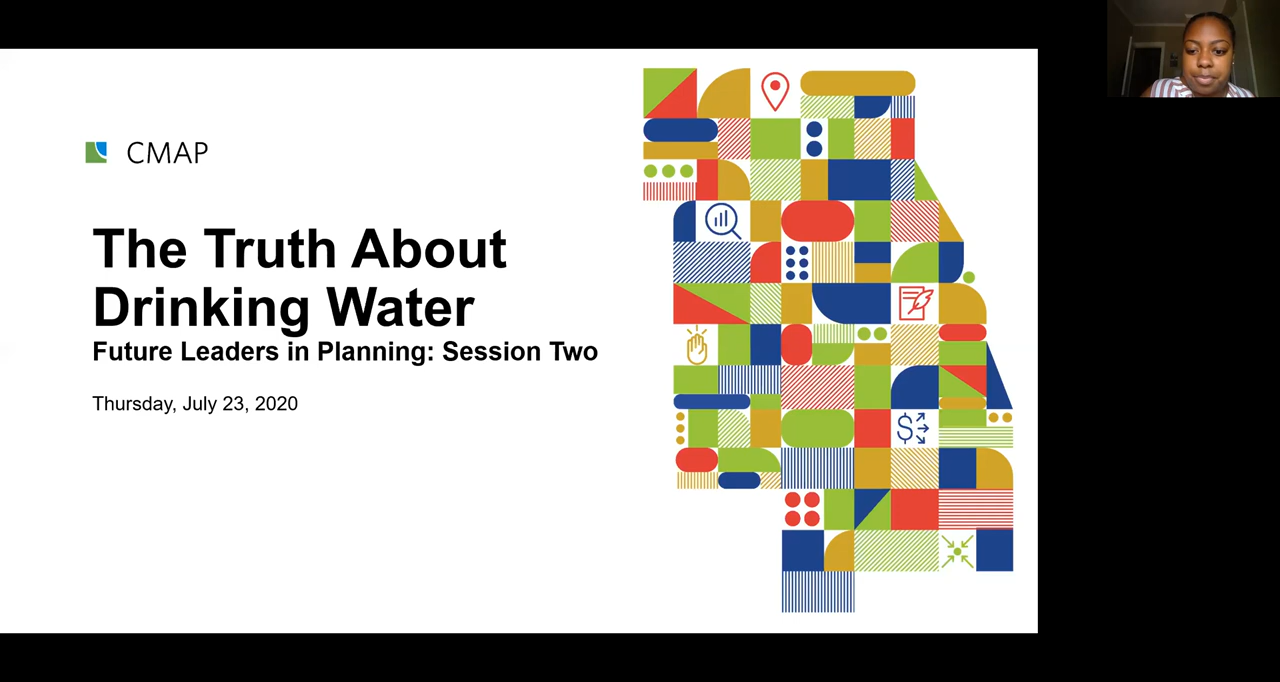 CMAP
The Truth About
Drinking Water
Future Leaders in Planning: Session Two
Thursday, July 23, 2020